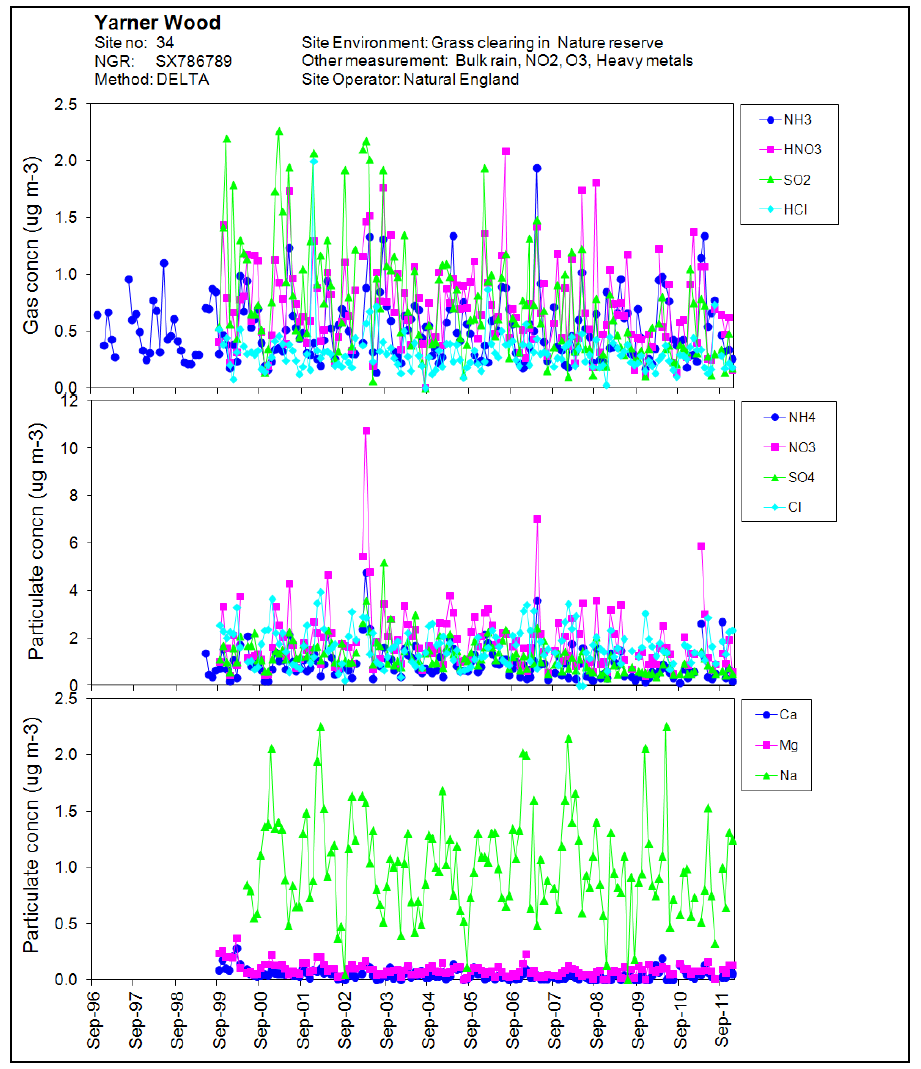 Yarner Wood
Site no: 34 Site Environment: Grass clearing in Nature reserve
NGR: SX786789 Other measurement: Bulk rain, NO2, O3, Heavy metals
Method: DELTA Site Operator: Natural England
Gas concn (ug m-3)
2.5
2.0
1.5
1.0
0.5
0.0
NH3
HNO3
SO2
HCl
Particulate concn (ug m-3)
12
10
8
6
4
2
0
NH4
NO3
SO4
Cl
Particulate concn (ug m-3)
2.5
2.0
1.5
1.0
0.5
0.0
Ca
Mg
Na
Sep-96
Sep-97
Sep-98
Sep-99
Sep-00
Sep-01
Sep-02
Sep-03
Sep-04
Sep-05
Sep-06
Sep-07
Sep-08
Sep-09
Sep-10
Sep-11